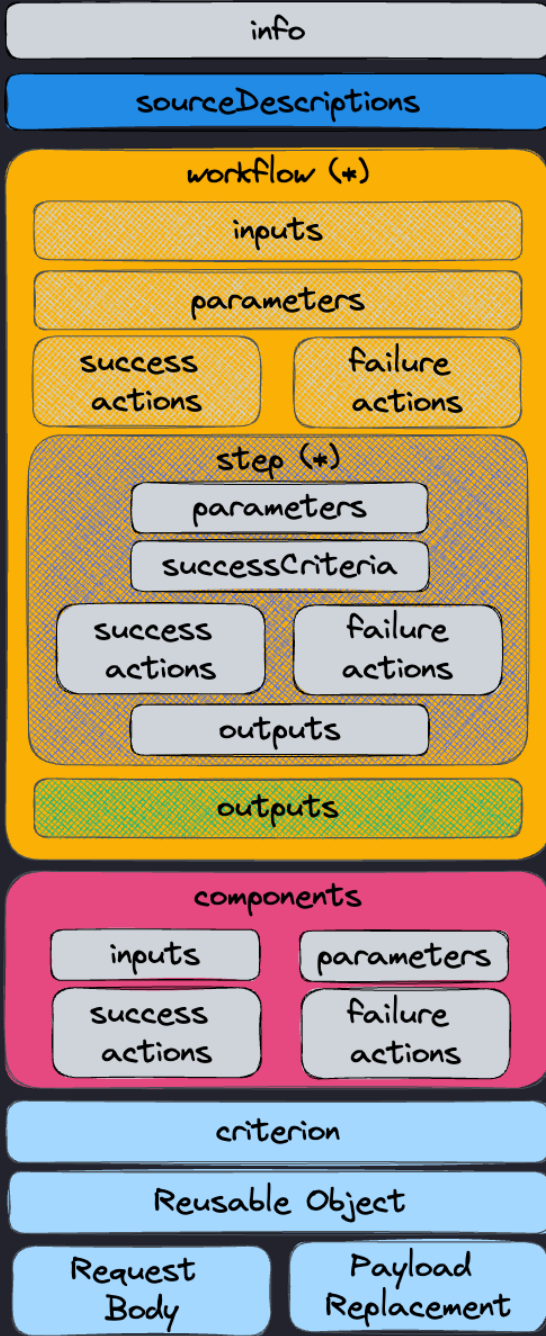 info
sourceDescriptions
workflow (*)
inputs
parameters
success
actions
failure
actions
step (*)
parameters
successCriteria
success
actions
failure
actions
outputs
outputs
components
inputs
parameters
success
actions
failure
actions
criterion
Reusable Object
Request
Body
Payload
Replacement